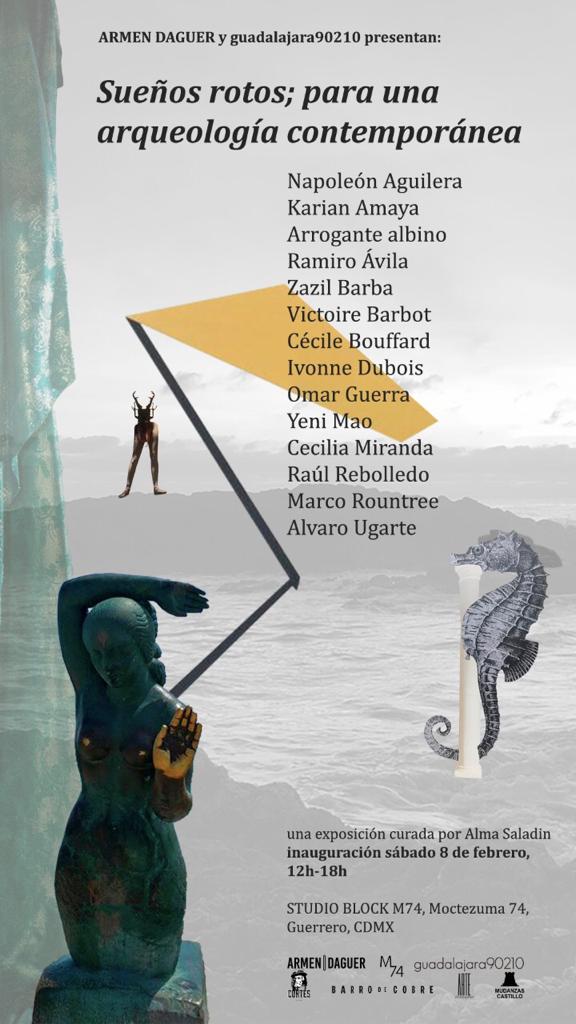 ARMEN DAGUER y guadalajara90210 presentan:
Sueños rotos; para una
arqueología contemporánea
Napoleón Aguilera
Karian Amaya
Arrogante albino
Ramiro Ávila
Zazil Barba
Victoire Barbot
Cécile Bouffard
Ivonne Dubois
Omar Guerra
Yeni Mao
Cecilia Miranda
Raúl Rebolledo
Marco Rountree
Alvaro Ugarte
una exposición curada por Alma Saladin
inauguración sábado 8 de febrero,
12h-18h
STUDIO BLOCK M74, Moctezuma 74,
Guerrero, CDMX
ARMEN DAGUER M74 guadalajara90210
CORTÉS BARRO DE COBRE MUDANZAS
CASTILLO